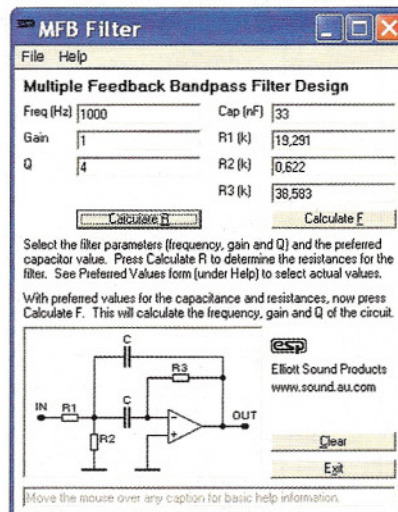 MFB Filter
File Help
Multiple Feedback Bandpass Filter Design
Freq (Hz) 1000 Cap (nF) 33
Gain 1 R1 (k) 19,291
Q 4 R2 (k) 0,622
R3 (k) 38,583
Calculate R Calculate F
Select the filter parameters (frequency, gain and Q) and the preferred
capacitor value. Press Calculate R to determine the resistances for the
filter. See Preferred Values form (under Help) to select actual values.
With preferred values for the capacitance and resistances, now press
Calculate F. This will calculate the frequency, gain and Q of the circuit.
C
esp
R3
Elliott Sound Products
www.sound.au.com
IN R1 C OUT
R2
Clear
Exit
Move the mouse over any caption for basic help information.